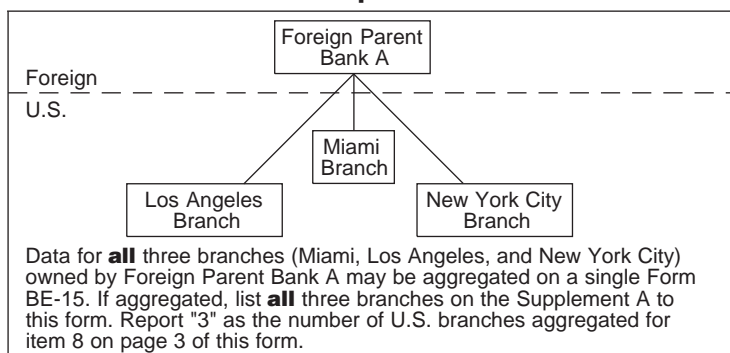 Foreign Parent
Bank A
Foreign
U.S.
Miami
Branch
Los Angeles
Branch
New York City
Branch
Data for all three branches (Miami, Los Angeles, and New York City)
owned by Foreign Parent Bank A may be aggregated on a single Form
BE-15. If aggregated, list all three branches on the Supplement A to
this form. Report "3" as the number of U.S. branches aggregated for
item 8 on page 3 of this form.